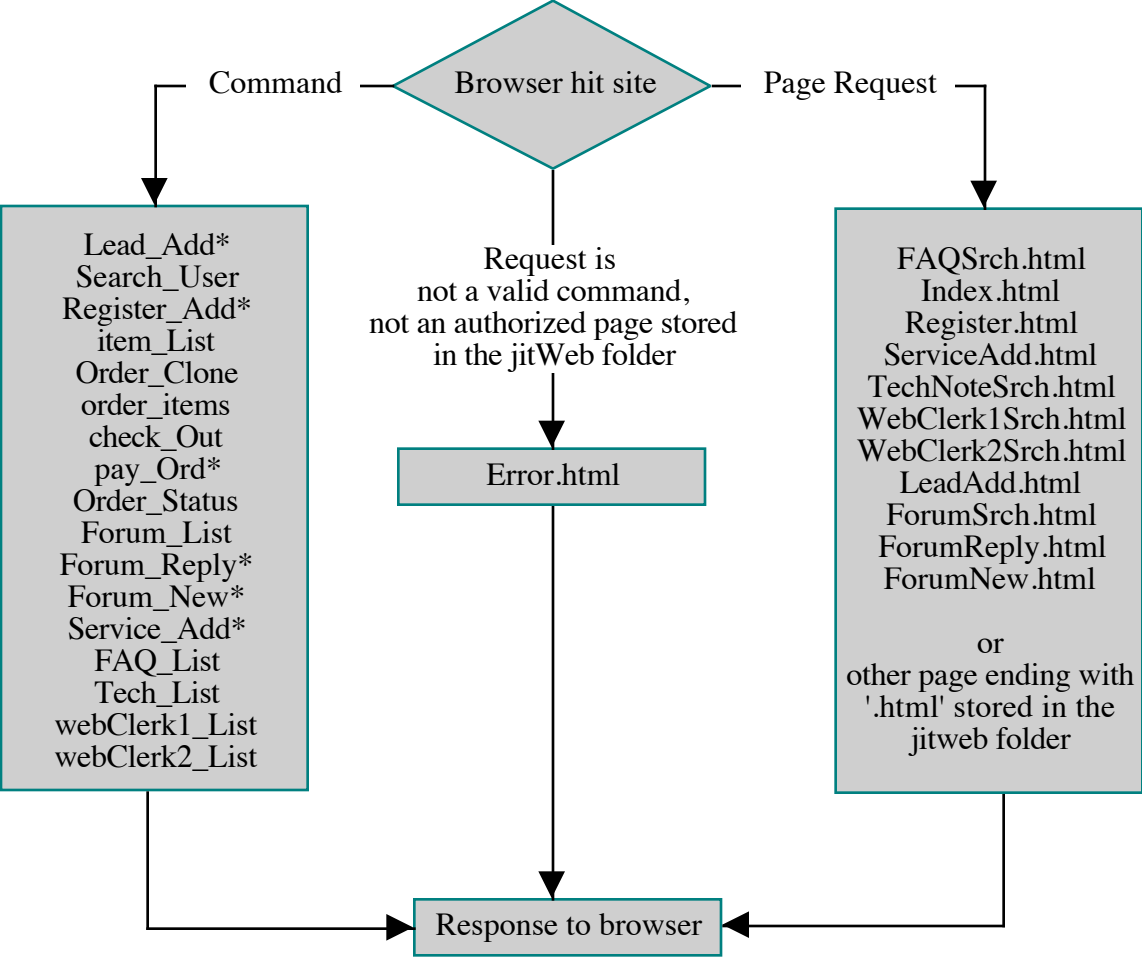 Command
Browser hit site
Page Request
Lead_Add*
Search_User
Register_Add*
item_List
Order_Clone
order_items
check_Out
pay_Ord*
Order_Status
Forum_List
Forum_Reply*
Forum_New*
Service_Add*
FAQ_List
Tech_List
webClerk1_List
webClerk2_List
Request is
not a valid command,
not an authorized page stored
in the jitWeb folder
Error.html
FAQSrch.html
Index.html
Register.html
ServiceAdd.html
TechNoteSrch.html
WebClerk1Srch.html
WebClerk2Srch.html
LeadAdd.html
ForumSrch.html
ForumReply.html
ForumNew.html
or
other page ending with
'.html' stored in the
jitweb folder
Response to browser